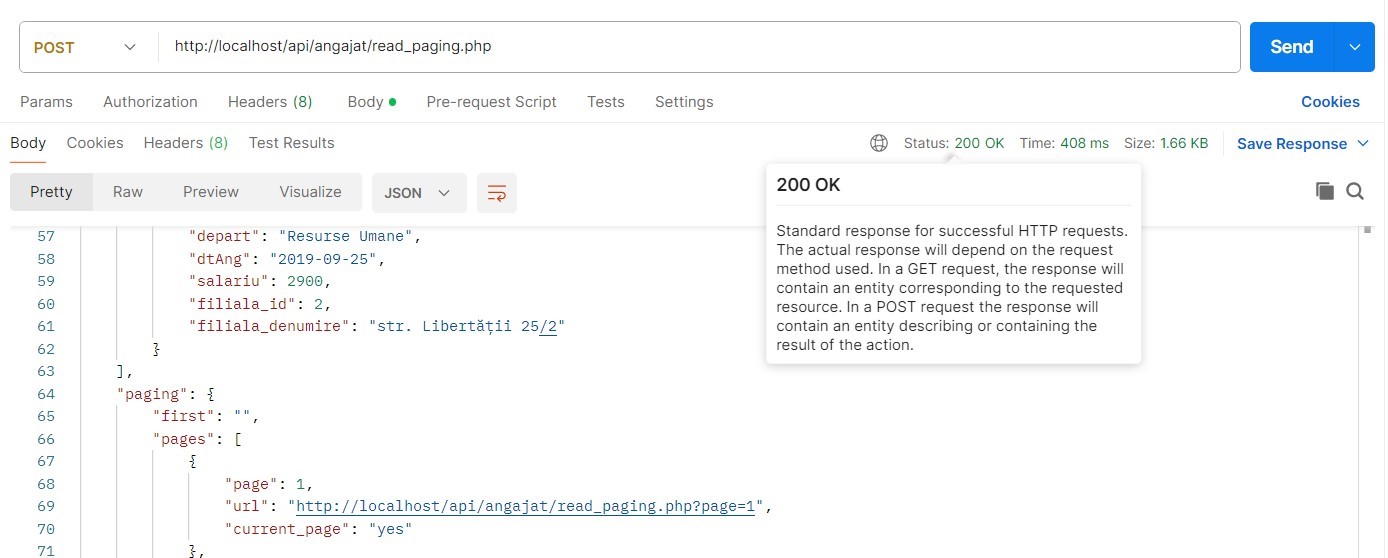 POST http://localhost/api/angajat/read_paging.php Send
Params Authorization Headers (8) Body Pre-request Script Tests Settings Cookies
Body Cookies Headers (8) Test Results Status: 200 OK Time: 408 ms Size: 1.66 KB Save Response
Pretty Raw Preview Visualize JSON
200 OK
Standard response for successful HTTP requests.
The actual response will depend on the request
method used. In a GET request, the response will
contain an entity corresponding to the requested
resource. In a POST request the response will
contain an entity describing or containing the
result of the action.
57 "depart": "Resurse Umane",
58 "dtAng": "2019-09-25",
59 "salariu": 2900,
60 "filiala_id": 2,
61 "filiala_denumire": "str. Libertății 25/2"
62 }
63 ],
64 "paging": {
65 "first": "",
66 "pages": [
67 {
68 "page": 1,
69 "url": "http://localhost/api/angajat/read_paging.php?page=1",
70 "current_page": "yes"
71 },